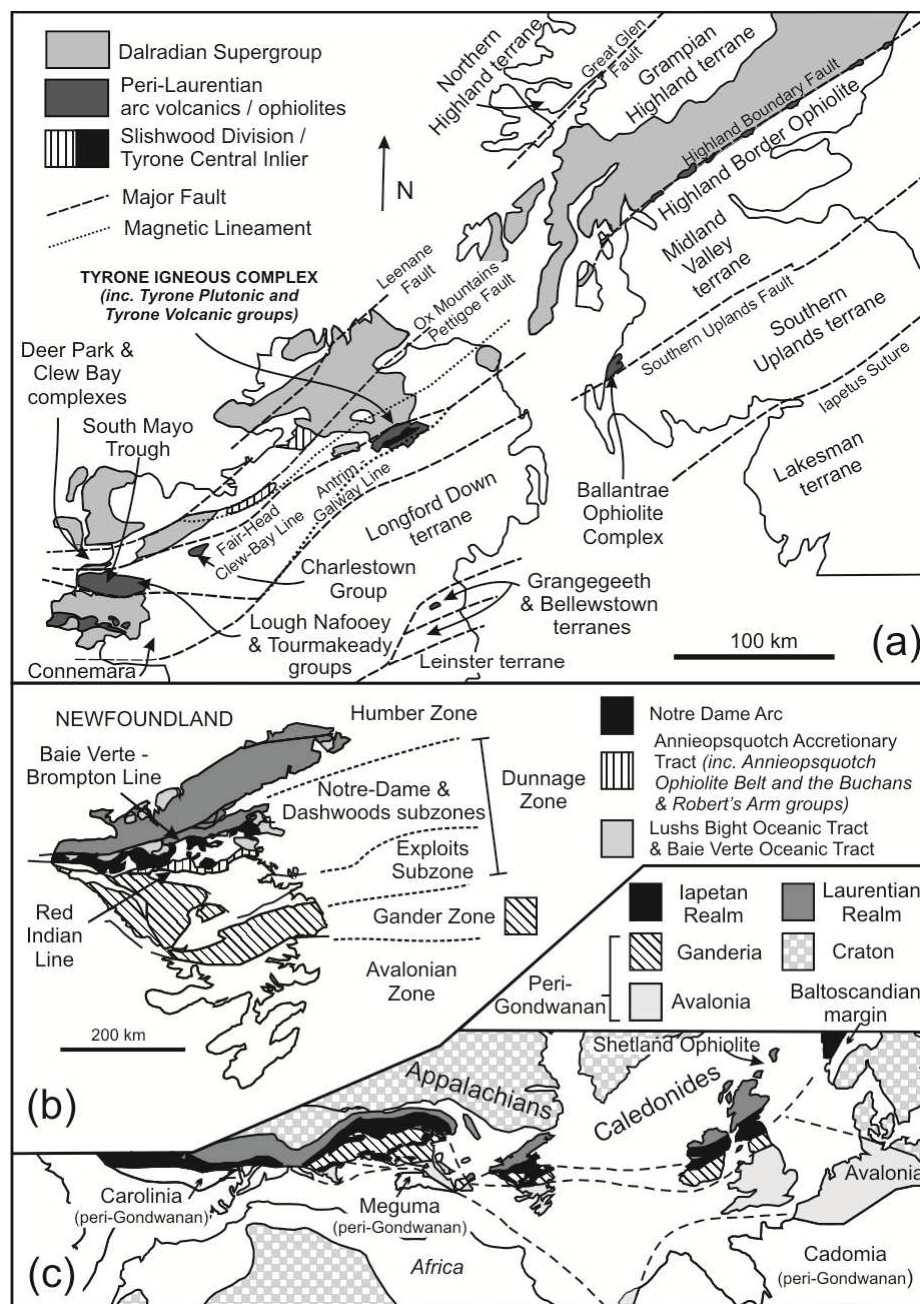 Dalradian Supergroup
Peri-Laurentian
arc volcanics / ophiolites
Slishwood Division /
Tyrone Central Inlier
Major Fault
Magnetic Lineament
N
TYRONE IGNEOUS COMPLEX
(inc. Tyrone Plutonic and
Tyrone Volcanic groups)
Northern
Highland terrane
Great Glen
Fault
Grampian
Highland terrane
Highland Boundary Fault
Highland Border Ophiolite
Midland
Valley
terrane
Southern Uplands Fault
Southern
Uplands terrane
Iapetus Suture
Lakesman
terrane
Leenane
Fault
Ox Mountains
Pettigoe Fault
Deer Park &
Clew Bay
complexes
South Mayo
Trough
Antrim
Galway Line
Fair-Head
Clew-Bay Line
Longford Down
terrane
Ballantrae
Ophiolite
Complex
Charlestown
Group
Grangegeeth
& Bellewstown
terranes
Lough Nafooey
& Tourmakeady
groups
Leinster terrane
Connemara
100 km
(a)
NEWFOUNDLAND
Baie Verte -
Brompton Line
Humber Zone
Notre-Dame &
Dashwoods subzones
Dunnage
Zone
Exploits
Subzone
Red
Indian
Line
Gander Zone
Avalonian
Zone
200 km
(b)
Notre Dame Arc
Annieopsquotch Accretionary
Tract (inc. Annieopsquotch
Ophiolite Belt and the Buchans
& Robert's Arm groups)
Lushs Bight Oceanic Tract
& Baie Verte Oceanic Tract
Iapetan
Realm
Laurentian
Realm
Ganderia
Craton
Peri-
Gondwanan
Avalonia
Baltoscandian
margin
Shetland Ophiolite
Appalachians
Caledonides
Carolinia
(peri-Gondwanan)
Meguma
(peri-Gondwanan)
Avalonia
Africa
Cadomia
(peri-Gondwanan)
(c)